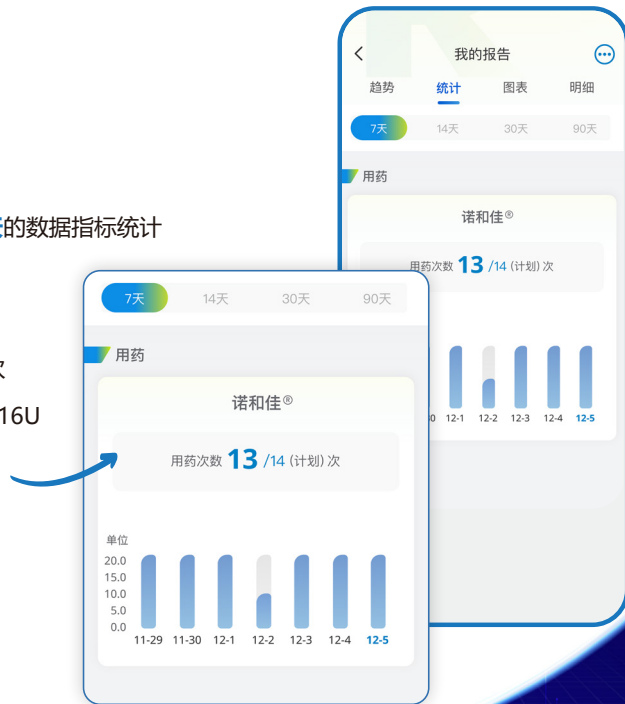 我的报告
趋势 统计 图表 明细
7天 14天 30天 90天
用药
诺和佳®
用药次数 13 /14 (计划) 次
0 12-1 12-2 12-3 12-4 12-5
的数据指标统计
次
16U
7天 14天 30天 90天
用药
诺和佳®
用药次数 13 /14 (计划) 次
单位
20.0
15.0
10.0
5.0
0.0
11-29 11-30 12-1 12-2 12-3 12-4 12-5